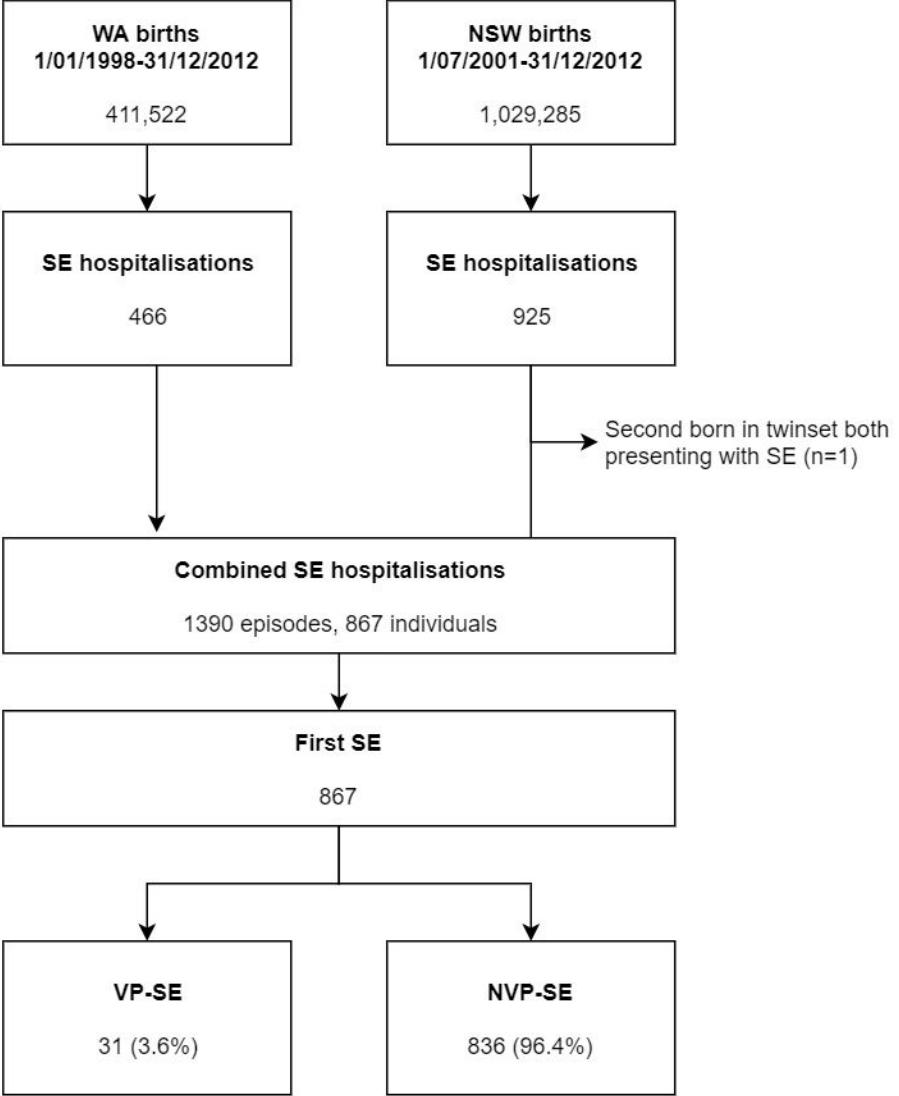 WA births
1/01/1998-31/12/2012
411,522
NSW births
1/07/2001-31/12/2012
1,029,285
SE hospitalisations
466
SE hospitalisations
925
Second born in twinset both
presenting with SE (n=1)
Combined SE hospitalisations
1390 episodes, 867 individuals
First SE
867
VP-SE
31 (3.6%)
NVP-SE
836 (96.4%)